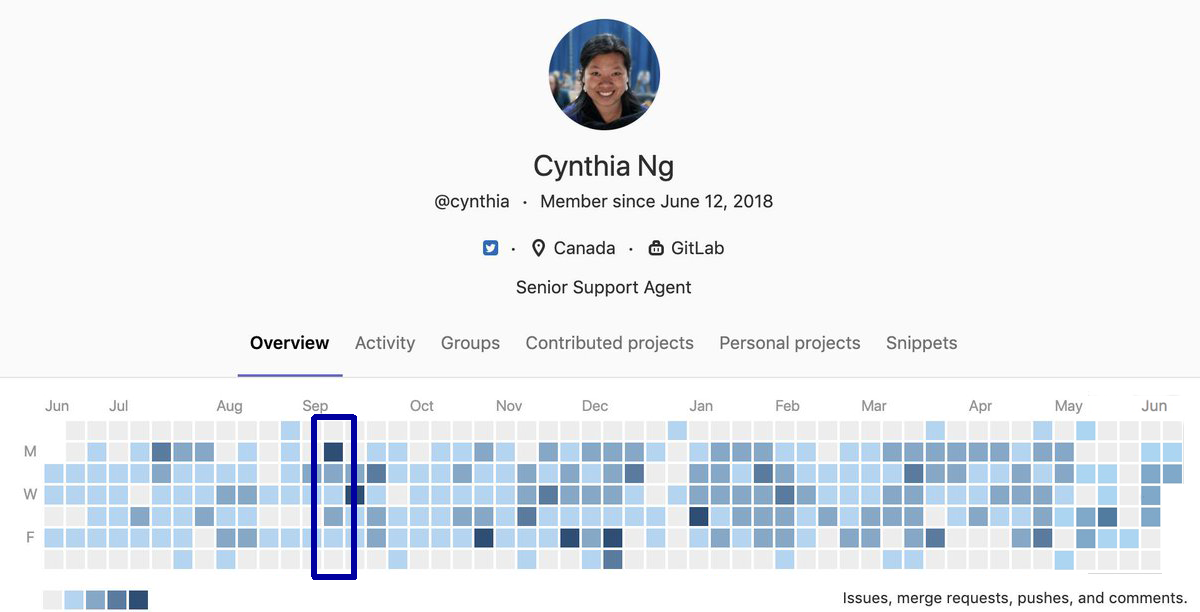 Cynthia Ng
@cynthia · Member since June 12, 2018
· Canada · GitLab
Senior Support Agent
Overview Activity Groups Contributed projects Personal projects Snippets
Jun Jul Aug Sep Oct Nov Dec Jan Feb Mar Apr May Jun
M
W
F
Issues, merge requests, pushes, and comments.